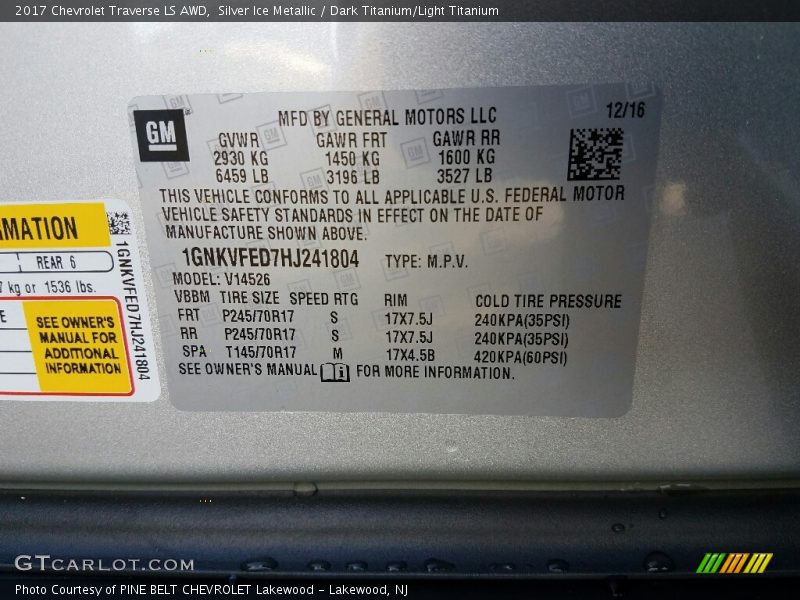 2017 Chevrolet Traverse LS AWD,  Silver Ice Metallic / Dark Titanium/Light Titanium
GM
MFD BY GENERAL MOTORS LLC
12/16
GVWR GAWR FRT GAWR RR
2930 KG 1450 KG 1600 KG
6459 LB 3196 LB 3527 LB
THIS VEHICLE CONFORMS TO ALL APPLICABLE U.S. FEDERAL MOTOR
VEHICLE SAFETY STANDARDS IN EFFECT ON THE DATE OF
MANUFACTURE SHOWN ABOVE.
1GNKVFED7HJ241804 TYPE: M.P.V.
MODEL: V14526
VBBM TIRE SIZE SPEED RTG RIM COLD TIRE PRESSURE
FRT P245/70R17 S 17X7.5J 240KPA(35PSI)
RR P245/70R17 S 17X7.5J 240KPA(35PSI)
SPA T145/70R17 M 17X4.5B 420KPA(60PSI)
SEE OWNER'S MANUAL FOR MORE INFORMATION.
RMATION
REAR 6
7 kg or 1536 lbs.
E
SEE OWNER'S
MANUAL FOR
ADDITIONAL
INFORMATION
1GNKVFED7HJ241804
GTCARLOT.COM
Photo Courtesy of PINE BELT CHEVROLET Lakewood - Lakewood, NJ